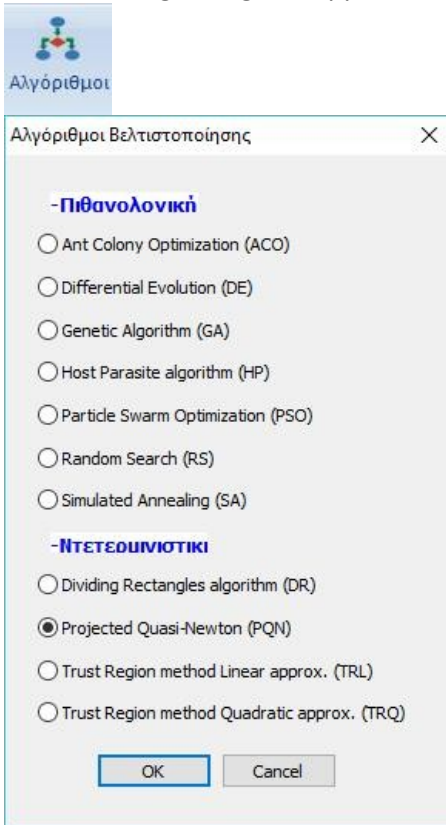 Αλγόριθμοι
Αλγόριθμοι Βελτιστοποίησης
-Πιθανολονική
Ant Colony Optimization (ACO)
Differential Evolution (DE)
Genetic Algorithm (GA)
Host Parasite algorithm (HP)
Particle Swarm Optimization (PSO)
Random Search (RS)
Simulated Annealing (SA)
-Ντετερμινιστικι
Dividing Rectangles algorithm (DR)
Projected Quasi-Newton (PQN)
Trust Region method Linear approx. (TRL)
Trust Region method Quadratic approx. (TRQ)
OK
Cancel